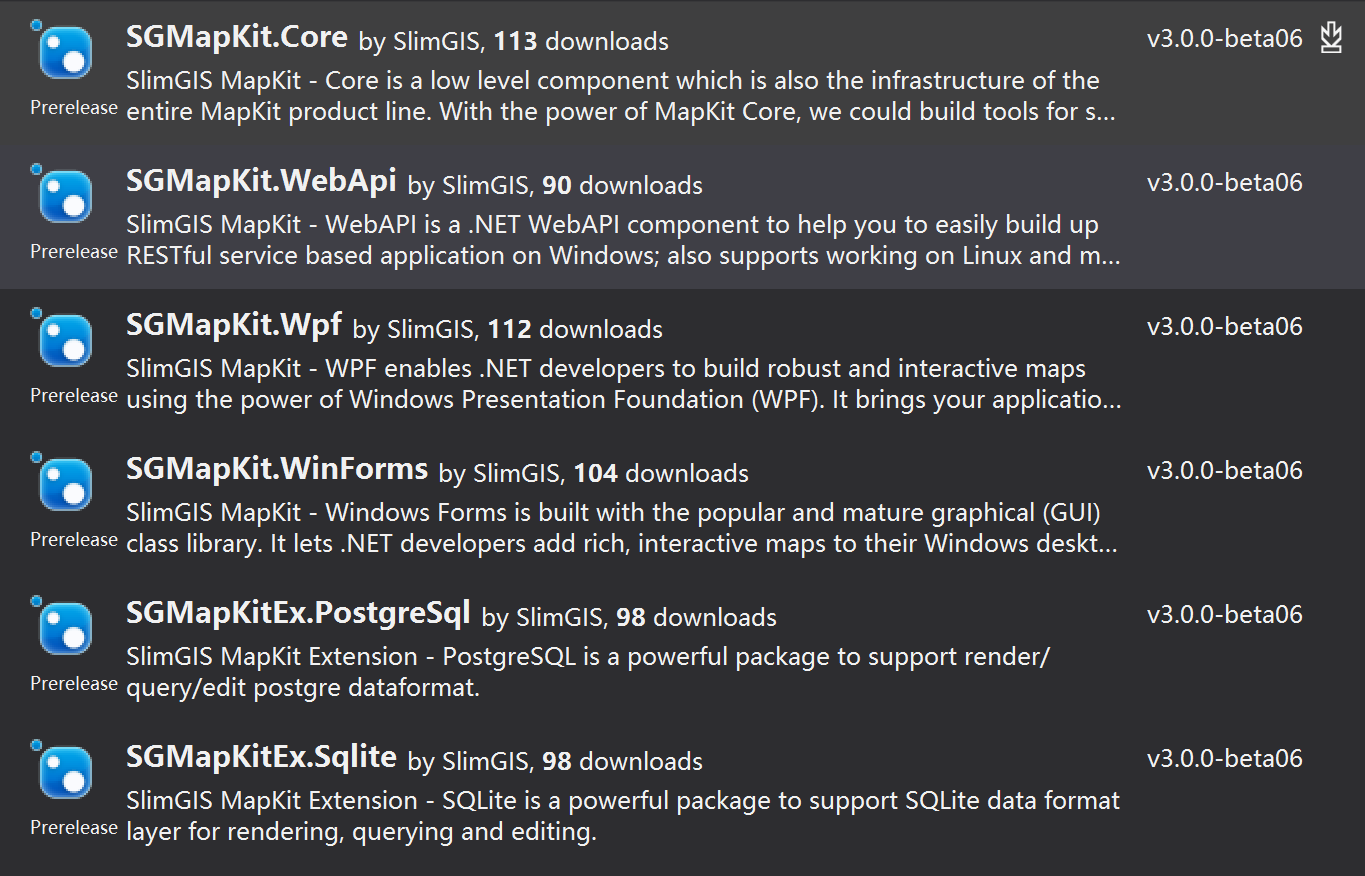 SGMapKit.Core by SlimGIS, 113 downloads v3.0.0-beta06
SlimGIS MapKit - Core is a low level component which is also the infrastructure of the
Prerelease entire MapKit product line. With the power of MapKit Core, we could build tools for s...
SGMapKit.WebApi by SlimGIS, 90 downloads v3.0.0-beta06
SlimGIS MapKit - WebAPI is a .NET WebAPI component to help you to easily build up
Prerelease RESTful service based application on Windows; also supports working on Linux and m...
SGMapKit.Wpf by SlimGIS, 112 downloads v3.0.0-beta06
SlimGIS MapKit - WPF enables .NET developers to build robust and interactive maps
Prerelease using the power of Windows Presentation Foundation (WPF). It brings your applicatio...
SGMapKit.WinForms by SlimGIS, 104 downloads v3.0.0-beta06
SlimGIS MapKit - Windows Forms is built with the popular and mature graphical (GUI)
Prerelease class library. It lets .NET developers add rich, interactive maps to their Windows deskt...
SGMapKitEx.PostgreSql by SlimGIS, 98 downloads v3.0.0-beta06
SlimGIS MapKit Extension - PostgreSQL is a powerful package to support render/
Prerelease query/edit postgre dataformat.
SGMapKitEx.Sqlite by SlimGIS, 98 downloads v3.0.0-beta06
SlimGIS MapKit Extension - SQLite is a powerful package to support SQLite data format
Prerelease layer for rendering, querying and editing.